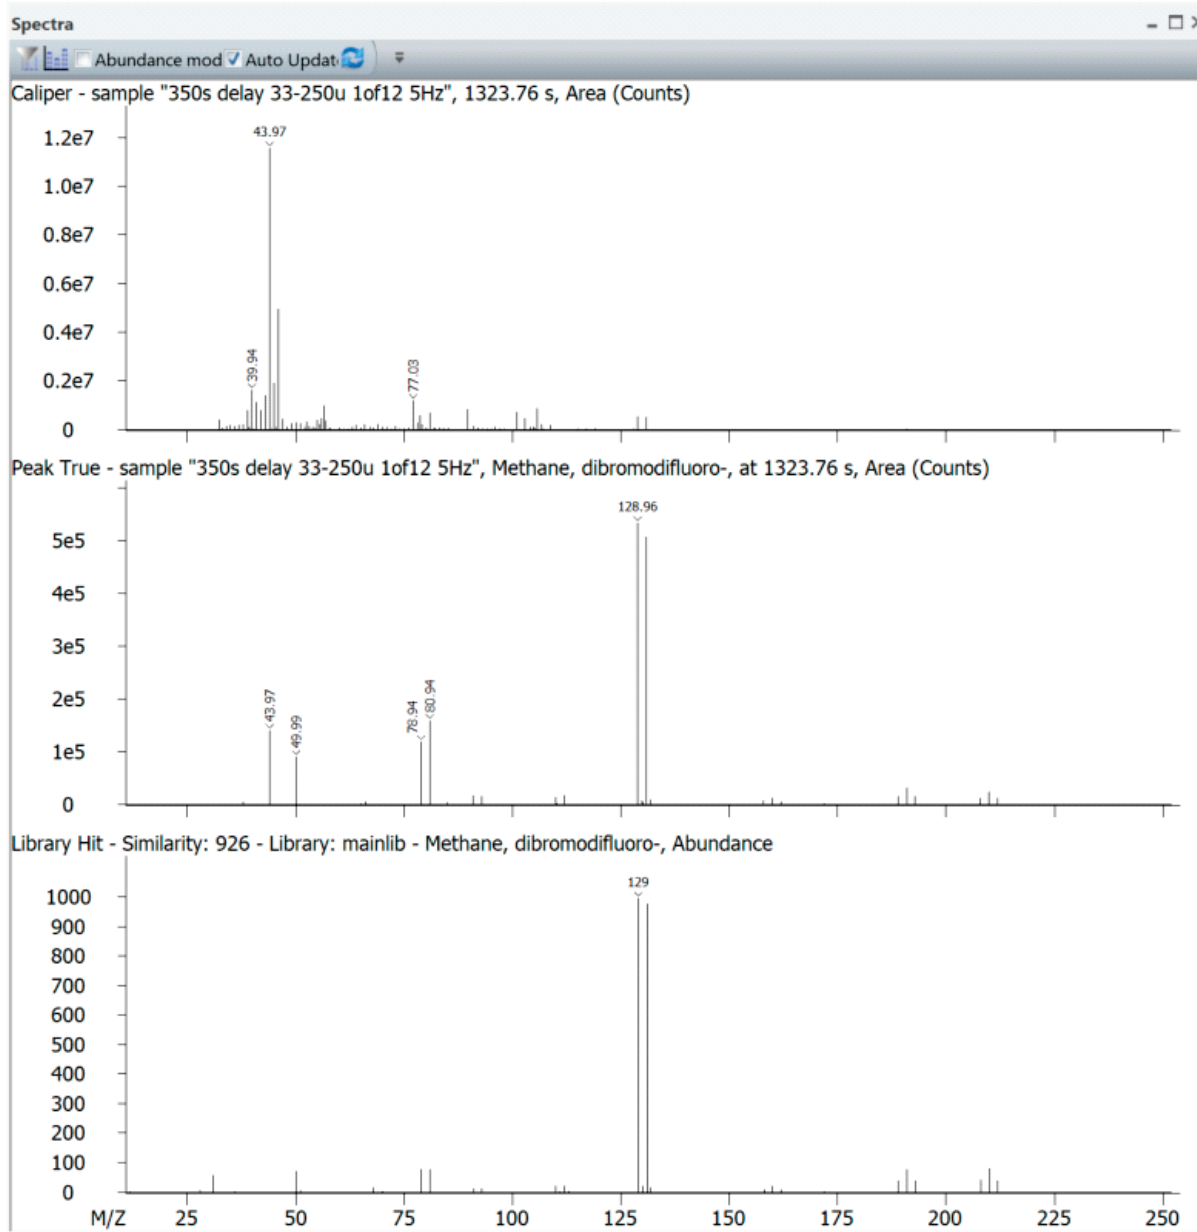 Spectra
Abundance mod Auto Updat
Caliper - sample "350s delay 33-250u 1of12 5Hz", 1323.76 s, Area (Counts)
43.97
1.2e7
1.0e7
0.8e7
0.6e7
0.4e7
39.94
77.03
0.2e7
0
Peak True - sample "350s delay 33-250u 1of12 5Hz", Methane, dibromodifluoro-, at 1323.76 s, Area (Counts)
128.96
5e5
4e5
3e5
2e5
43.97
49.99
78.94
80.94
1e5
0
Library Hit - Similarity: 926 - Library: mainlib - Methane, dibromodifluoro-, Abundance
129
1000
900
800
700
600
500
400
300
200
100
0
M/Z 25 50 75 100 125 150 175 200 225 250